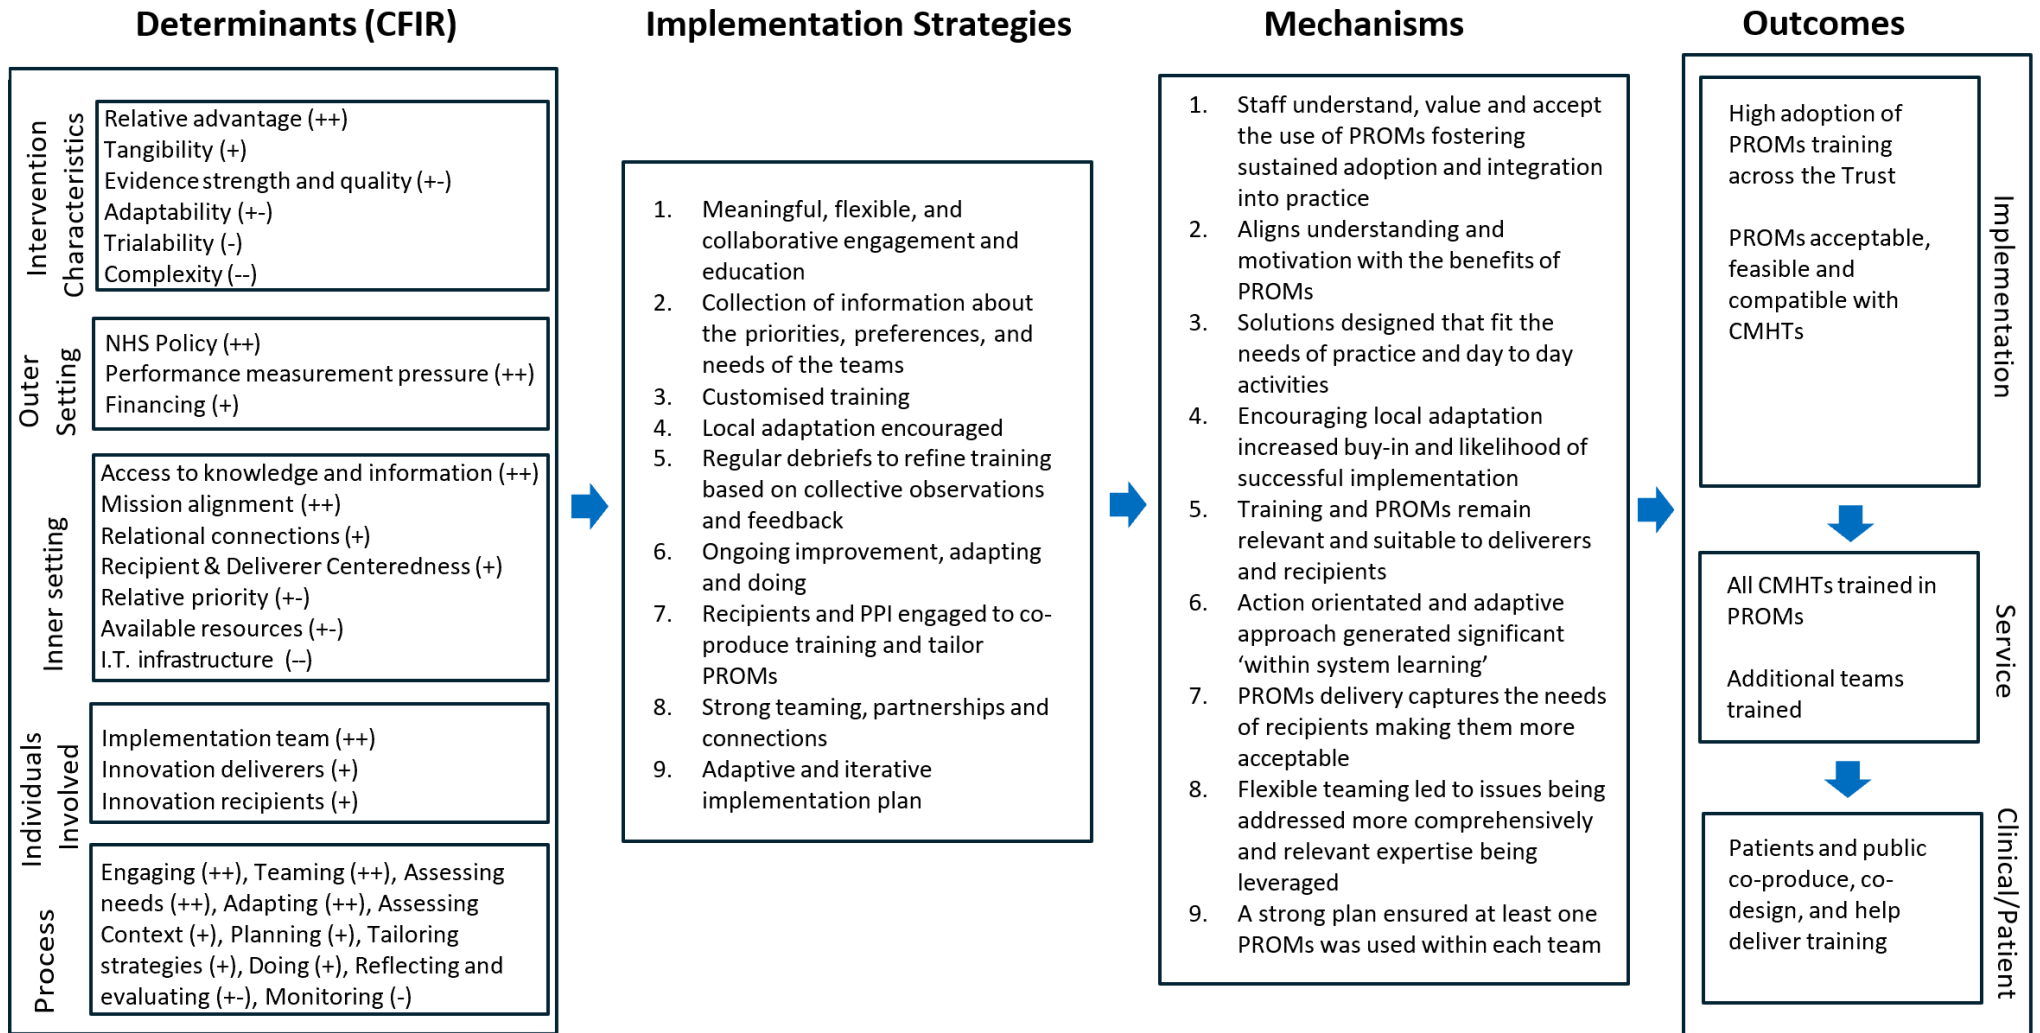 Determinants (CFIR)
Intervention
Characteristics
Relative advantage (++)
Tangibility (+)
Evidence strength and quality (+-)
Adaptability (+-)
Trialability (-)
Complexity (--)
Outer
Setting
NHS Policy (++)
Performance measurement pressure (++)
Financing (+)
Inner setting
Access to knowledge and information (++)
Mission alignment (++)
Relational connections (+)
Recipient & Deliverer Centeredness (+)
Relative priority (+-)
Available resources (+-)
I.T. infrastructure (--)
Individuals
Involved
Implementation team (++)
Innovation deliverers (+)
Innovation recipients (+)
Process
Engaging (++), Teaming (++), Assessing
needs (++), Adapting (++), Assessing
Context (+), Planning (+), Tailoring
strategies (+), Doing (+), Reflecting and
evaluating (+-), Monitoring (-)
Implementation Strategies
1. Meaningful, flexible, and
collaborative engagement and
education
2. Collection of information about
the priorities, preferences, and
needs of the teams
3. Customised training
4. Local adaptation encouraged
5. Regular debriefs to refine training
based on collective observations
and feedback
6. Ongoing improvement, adapting
and doing
7. Recipients and PPI engaged to co-
produce training and tailor
PROMs
8. Strong teaming, partnerships and
connections
9. Adaptive and iterative
implementation plan
Mechanisms
1. Staff understand, value and accept
the use of PROMs fostering
sustained adoption and integration
into practice
2. Aligns understanding and
motivation with the benefits of
PROMs
3. Solutions designed that fit the
needs of practice and day to day
activities
4. Encouraging local adaptation
increased buy-in and likelihood of
successful implementation
5. Training and PROMs remain
relevant and suitable to deliverers
and recipients
6. Action orientated and adaptive
approach generated significant
‘within system learning’
7. PROMs delivery captures the needs
of recipients making them more
acceptable
8. Flexible teaming led to issues being
addressed more comprehensively
and relevant expertise being
leveraged
9. A strong plan ensured at least one
PROMs was used within each team
Outcomes
High adoption of
PROMs training
across the Trust
PROMs acceptable,
feasible and
compatible with
CMHTs
Implementation
All CMHTs trained in
PROMs
Additional teams
trained
Service
Patients and public
co-produce, co-
design, and help
deliver training
Clinical/Patient